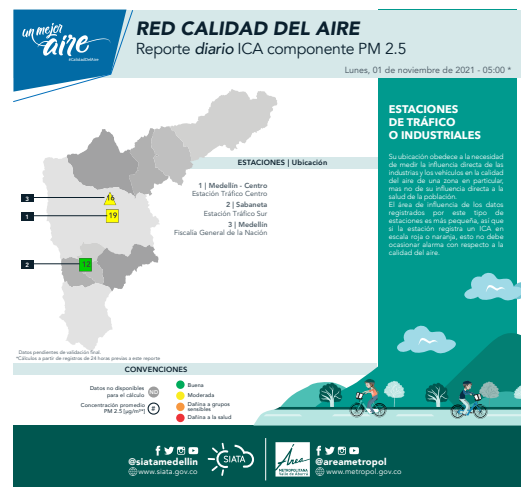 un mejor
aire
#CalidadDelAire
RED CALIDAD DEL AIRE
Reporte diario ICA componente PM 2.5
Lunes, 01 de noviembre de 2021 - 05:00 *
ESTACIONES
DE TRÁFICO
O INDUSTRIALES
Su ubicación obedece a la necesidad
de medir la influencia directa de las
industrias y los vehículos en la calidad
del aire de una zona en particular,
mas no de su influencia directa a la
salud de la población.
El área de influencia de los datos
registrados por este tipo de
estaciones es más pequeña, así que
si la estación registra un ICA en
escala roja o naranja, esto no debe
ocasionar alarma con respecto a la
calidad del aire.
ESTACIONES | Ubicación
1 | Medellín - Centro
Estación Tráfico Centro
2 | Sabaneta
Estación Tráfico Sur
3 | Medellín
Fiscalía General de la Nación
3
16
1
19
2
12
Datos pendientes de validación final.
*Cálculos a partir de registros de 24 horas previas a este reporte
CONVENCIONES
Datos no disponibles
para el cálculo
Concentración promedio
PM 2.5 [µg/m³]
#
Buena
Moderada
Dañina a grupos
sensibles
Dañina a la salud
@siatamedellin
www.siata.gov.co
SIATA
Área
METROPOLITANA
Valle de Aburrá
@areametropol
www.metropol.gov.co